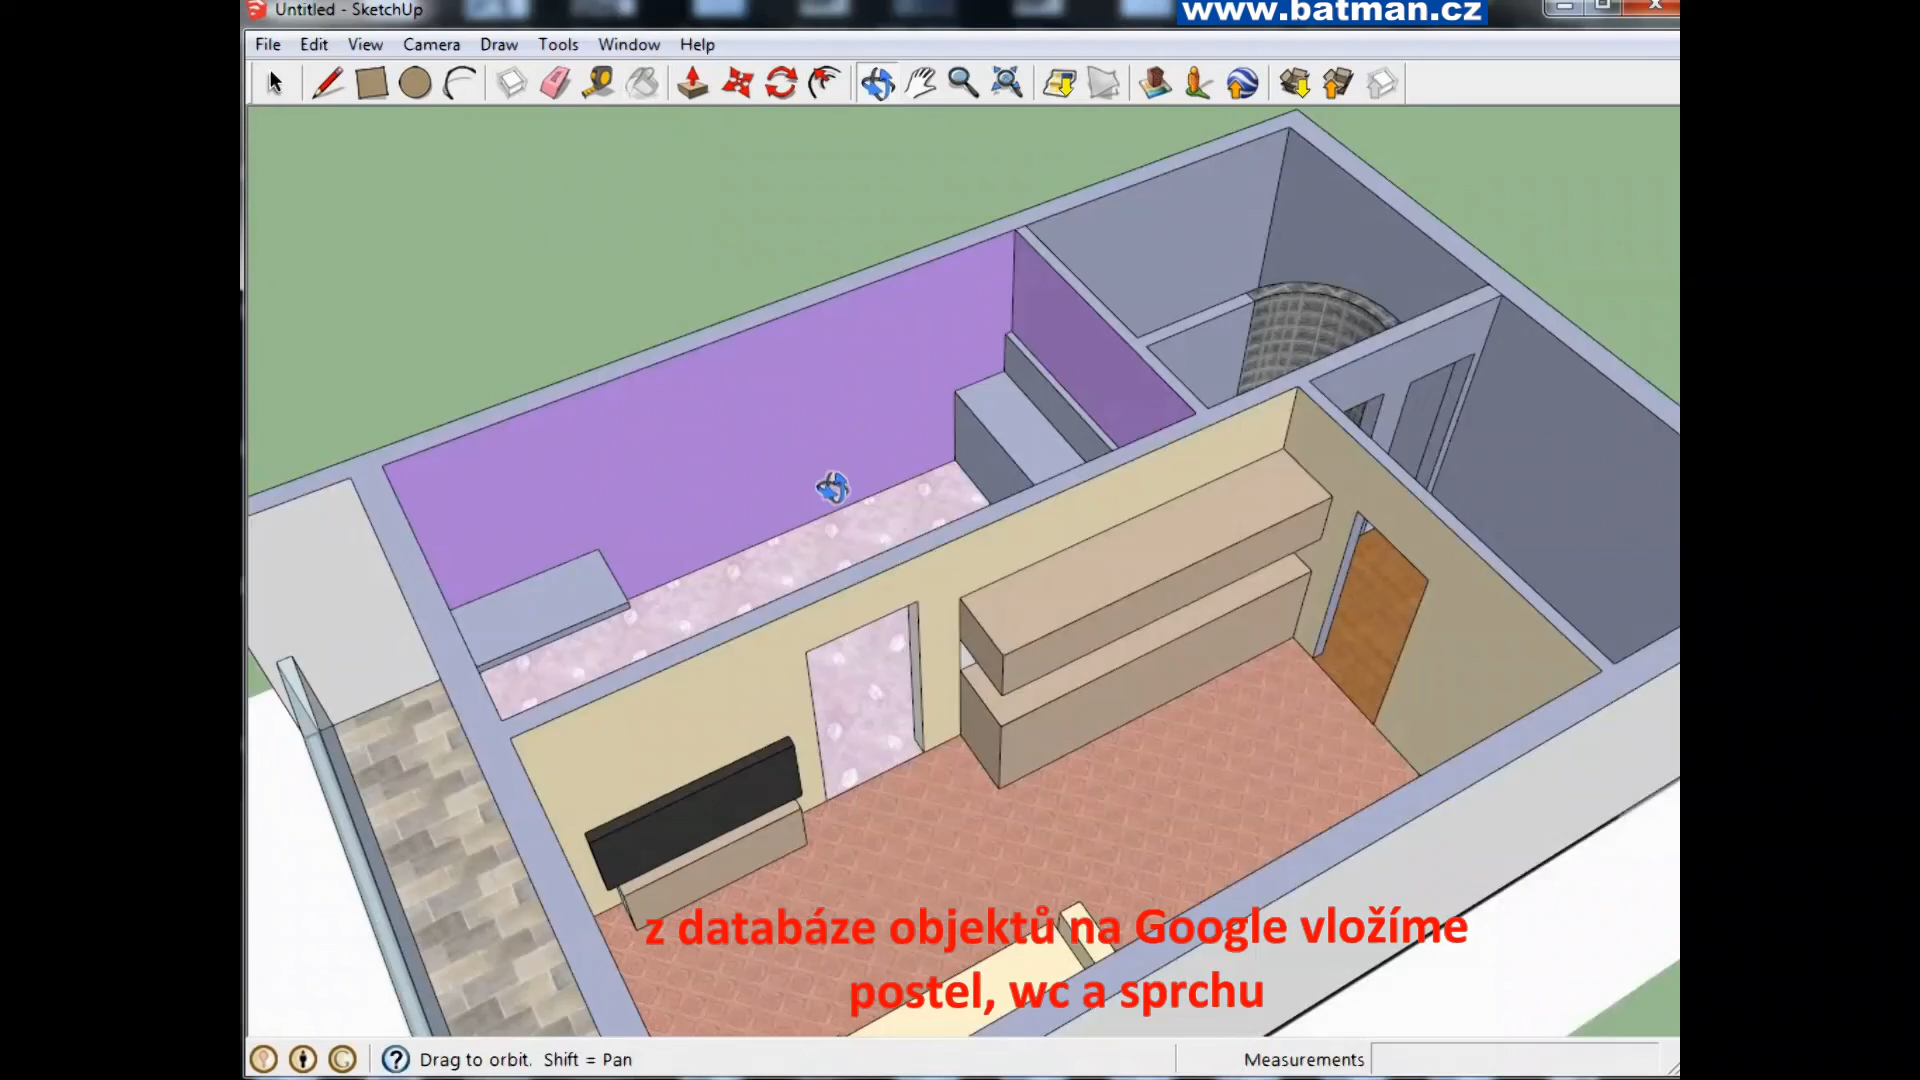 Untitled - SketchUp
www.batman.cz
File Edit View Camera Draw Tools Window Help
z databáze objektů na Google vložíme
postel, wc a sprchu
Drag to orbit. Shift = Pan
Measurements